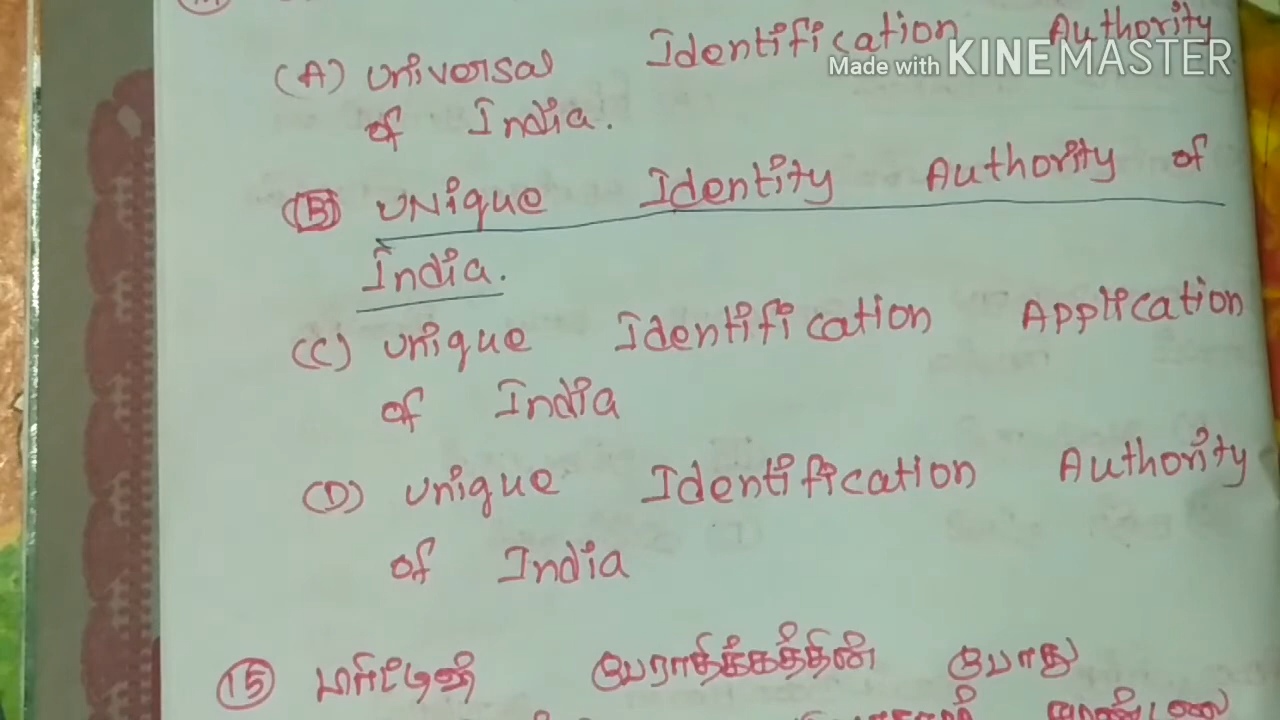 (A) Universal Identification Authority
Made with KINEMASTER
of India.
(B) UNique Identity Authority of
India.
(C) Unique Identification Application
of India
(D) Unique Identification Authority
of India
(15) போது